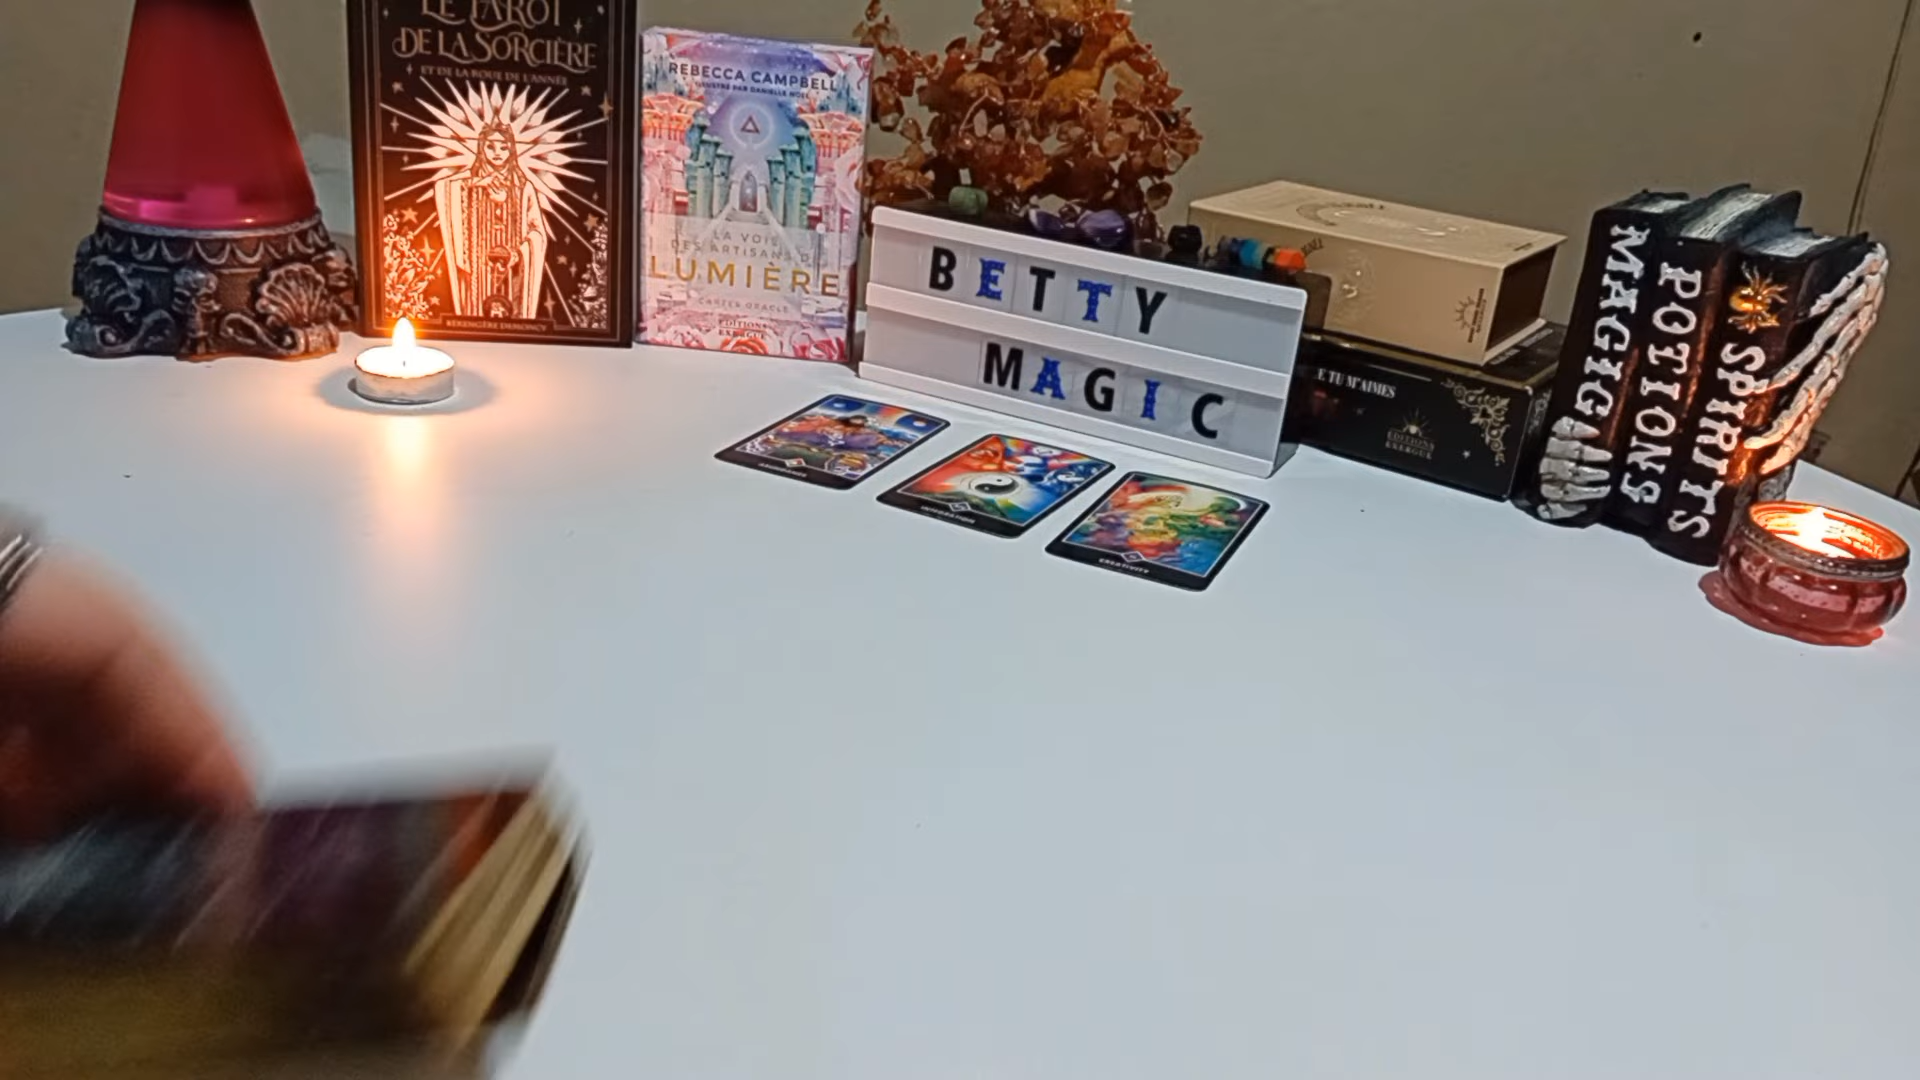 LE TAROT
DE LA SORCIÈRE
ET DE LA ROUE DE L'ANNÉE
BÉRENGÈRE DEMONCY
REBECCA CAMPBELL
ILLUSTRÉ PAR DANIELLE NOEL
LA VOIE
DES ARTISANS DE
LUMIÈRE
CARTES ORACLE
ÉDITIONS
EXERGUE
BETTY
MAGIC
INTEGRATION
CREATIVITY
E TU M'AIMES
ÉDITIONS
EXERGUE
MAGIC
POTIONS
SPIRITS